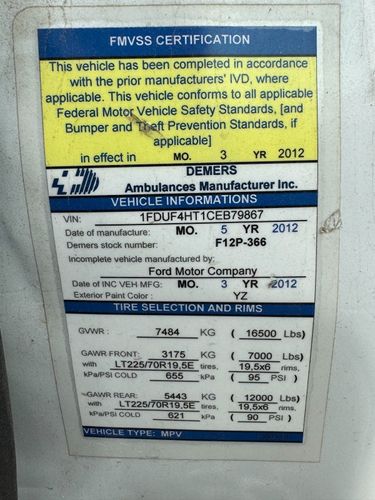 FMVSS CERTIFICATION
This vehicle has been completed in accordance
with the prior manufacturers' IVD, where
applicable. This vehicle conforms to all applicable
Federal Motor Vehicle Safety Standards, [and
Bumper and Theft Prevention Standards, if
applicable]
in effect in MO. 3 YR 2012
DEMERS
Ambulances Manufacturer Inc.
VEHICLE INFORMATIONS
VIN: 1FDUF4HT1CEB79867
Date of manufacture: MO. 5 YR 2012
Demers stock number: F12P-366
Incomplete vehicle manufactured by:
Ford Motor Company
Date of INC VEH MFG: MO. 3 YR 2012
Exterior Paint Color : YZ
TIRE SELECTION AND RIMS
GVWR : 7484 KG ( 16500 Lbs)
GAWR FRONT: 3175 KG ( 7000 Lbs)
with LT225/70R19,5E tires, 19,5x6 rims.
kPa/PSI COLD 655 kPa ( 95 PSI )
GAWR REAR: 5443 KG ( 12000 Lbs)
with LT225/70R19,5E tires, 19,5x6 rims.
kPa/PSI COLD 621 kPa ( 90 PSI )
VEHICLE TYPE: MPV